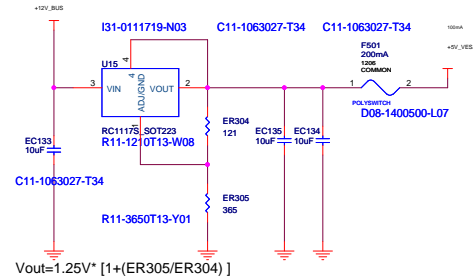 +12V_BUS
I31-0111719-N03
C11-1063027-T34
C11-1063027-T34
100mA
+5V_VES
F501
200mA
1206
COMMON
U15
4
4
3
VIN
VOUT
2
ADJ/GND
1
1
2
POLYSWITCH
D08-1400500-L07
RC1117S_SOT223
R11-1210T13-W08
ER304
121
EC133
10uF
EC135
10uF
EC134
10uF
C11-1063027-T34
ER305
365
R11-3650T13-Y01
Vout=1.25V* [1+(ER305/ER304) ]